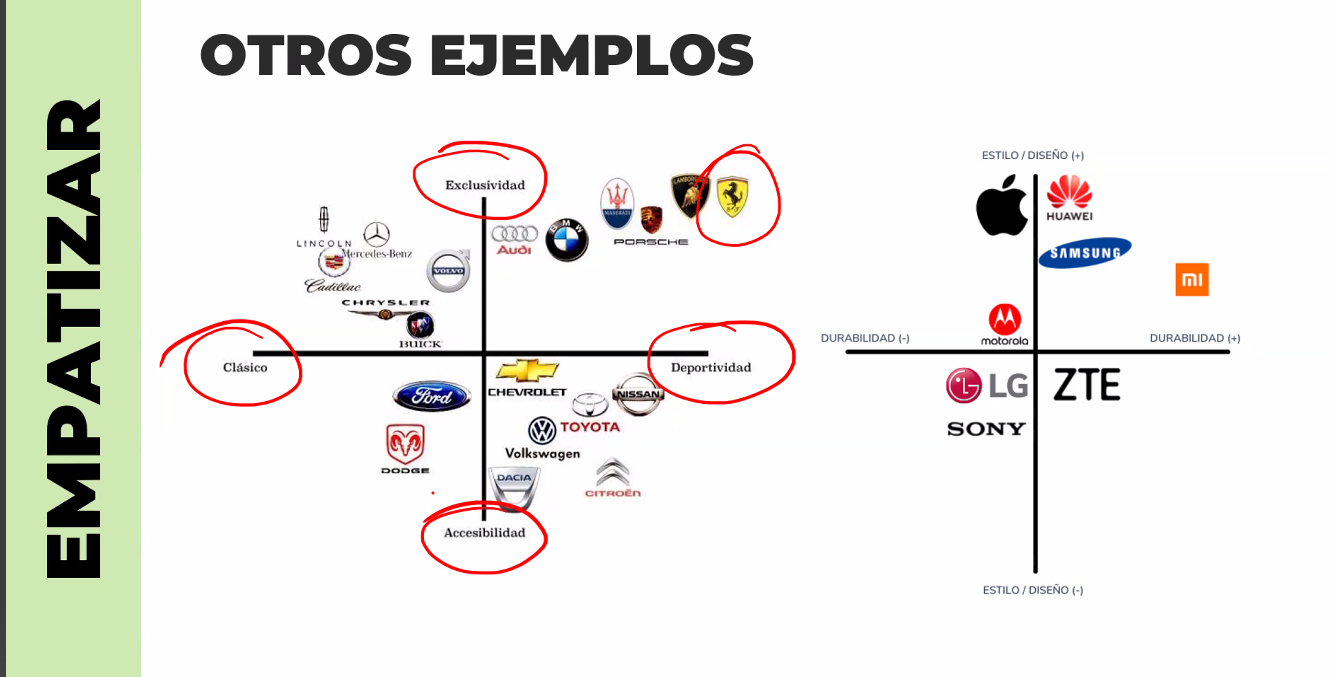 EMPATIZAR
OTROS EJEMPLOS
Exclusividad
LINCOLN
Mercedes-Benz
Cadillac
VOLVO
CHRYSLER
BUICK
Audi
BMW
MASERATI
PORSCHE
LAMBORG
Clásico
Deportividad
Ford
DODGE
CHEVROLET
NISSAN
TOYOTA
Volkswagen
DACIA
CITROËN
Accesibilidad
ESTILO / DISEÑO (+)
HUAWEI
SAMSUNG
mi
motorola
DURABILIDAD (-)
DURABILIDAD (+)
LG
ZTE
SONY
ESTILO / DISEÑO (-)